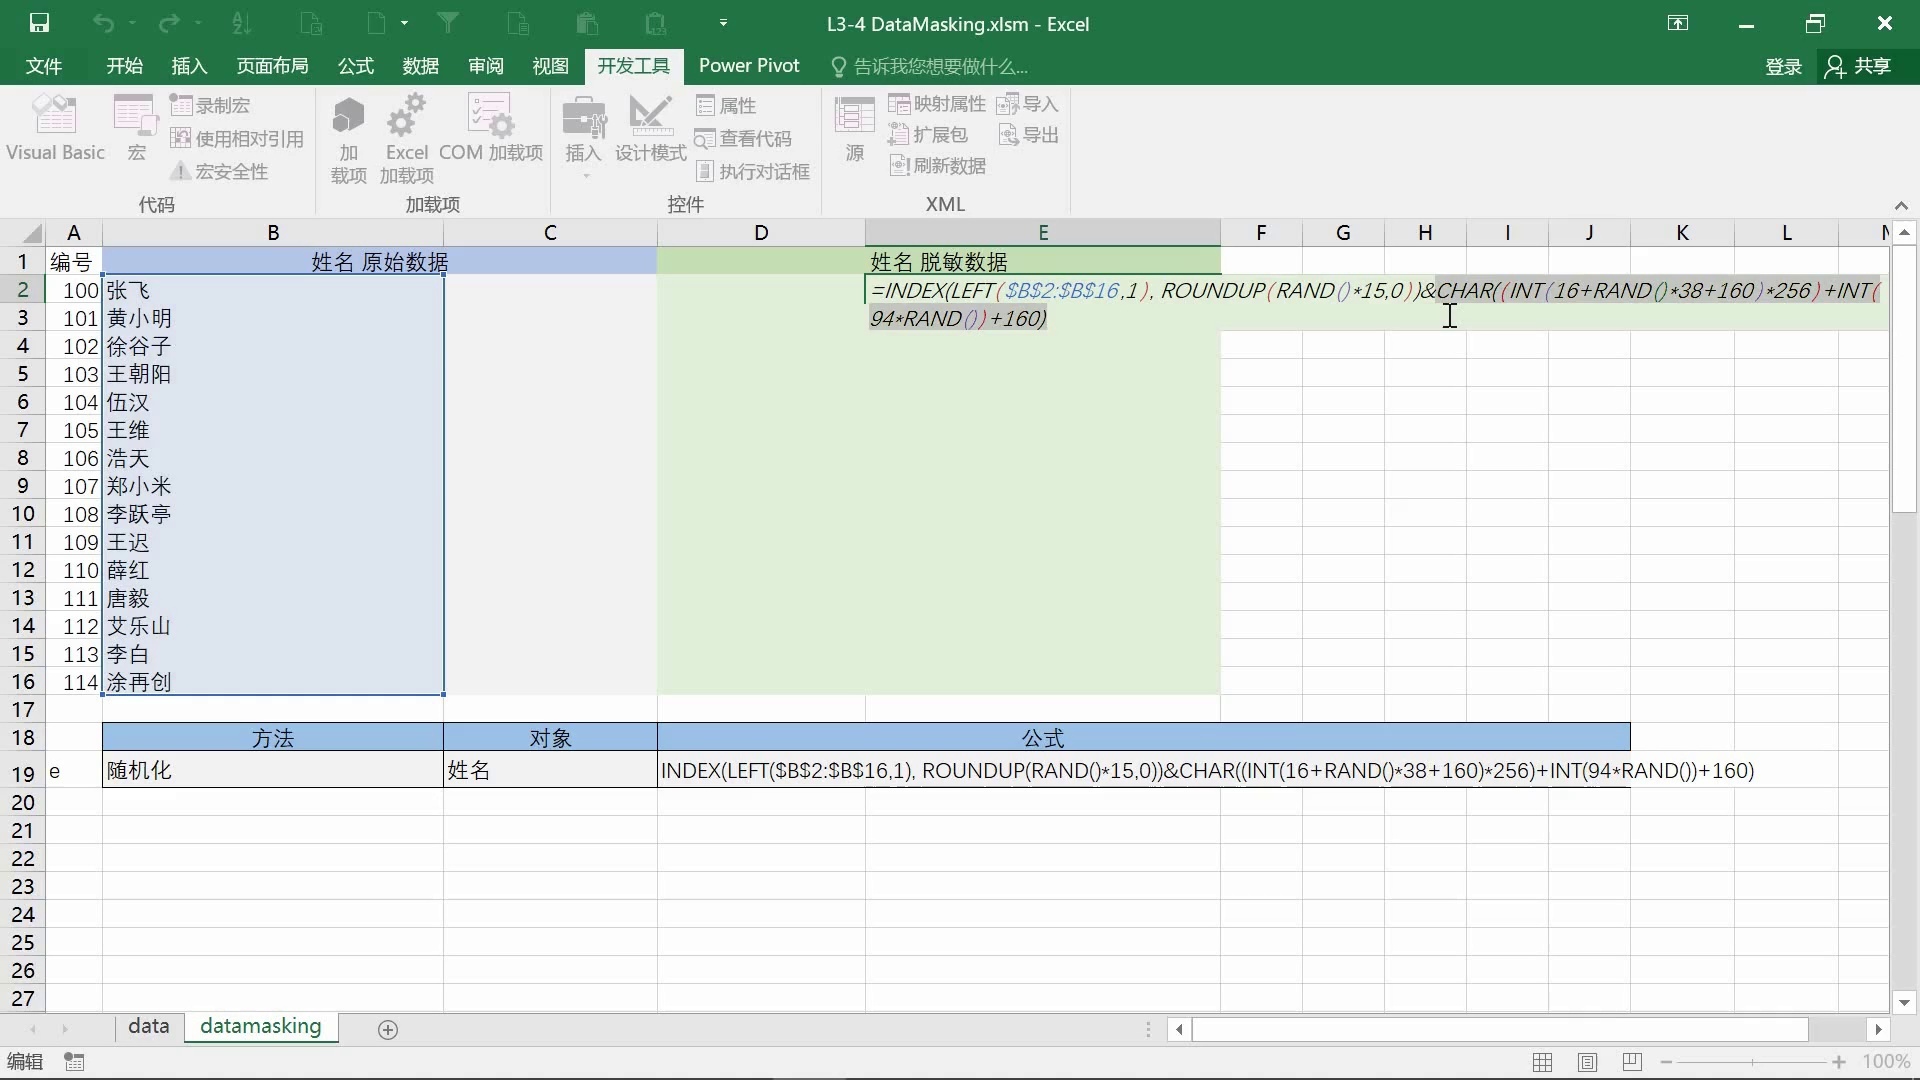 L3-4 DataMasking.xlsm - Excel
文件 开始 插入 页面布局 公式 数据 审阅 视图 开发工具 Power Pivot 告诉我您想要做什么... 登录 共享
Visual Basic 宏 录制宏 使用相对引用 宏安全性
代码
加载项 Excel 加载项 COM 加载项
加载项
插入 设计模式 属性 查看代码 执行对话框
控件
源 映射属性 扩展包 刷新数据 导入 导出
XML
A B C D E F G H I J K L
1 编号 姓名 原始数据 姓名 脱敏数据
2 100 张飞 =INDEX(LEFT($B$2:$B$16,1), ROUNDUP(RAND()*15,0))&CHAR((INT(16+RAND()*38+160)*256)+INT(
3 101 黄小明 94*RAND())+160)
4 102 徐谷子
5 103 王朝阳
6 104 伍汉
7 105 王维
8 106 浩天
9 107 郑小米
10 108 李跃亭
11 109 王迟
12 110 薛红
13 111 唐毅
14 112 艾乐山
15 113 李白
16 114 涂再创
17
18 方法 对象 公式
19 e 随机化 姓名 INDEX(LEFT($B$2:$B$16,1), ROUNDUP(RAND()*15,0))&CHAR((INT(16+RAND()*38+160)*256)+INT(94*RAND())+160)
20
21
22
23
24
25
26
27
data datamasking
编辑 100%